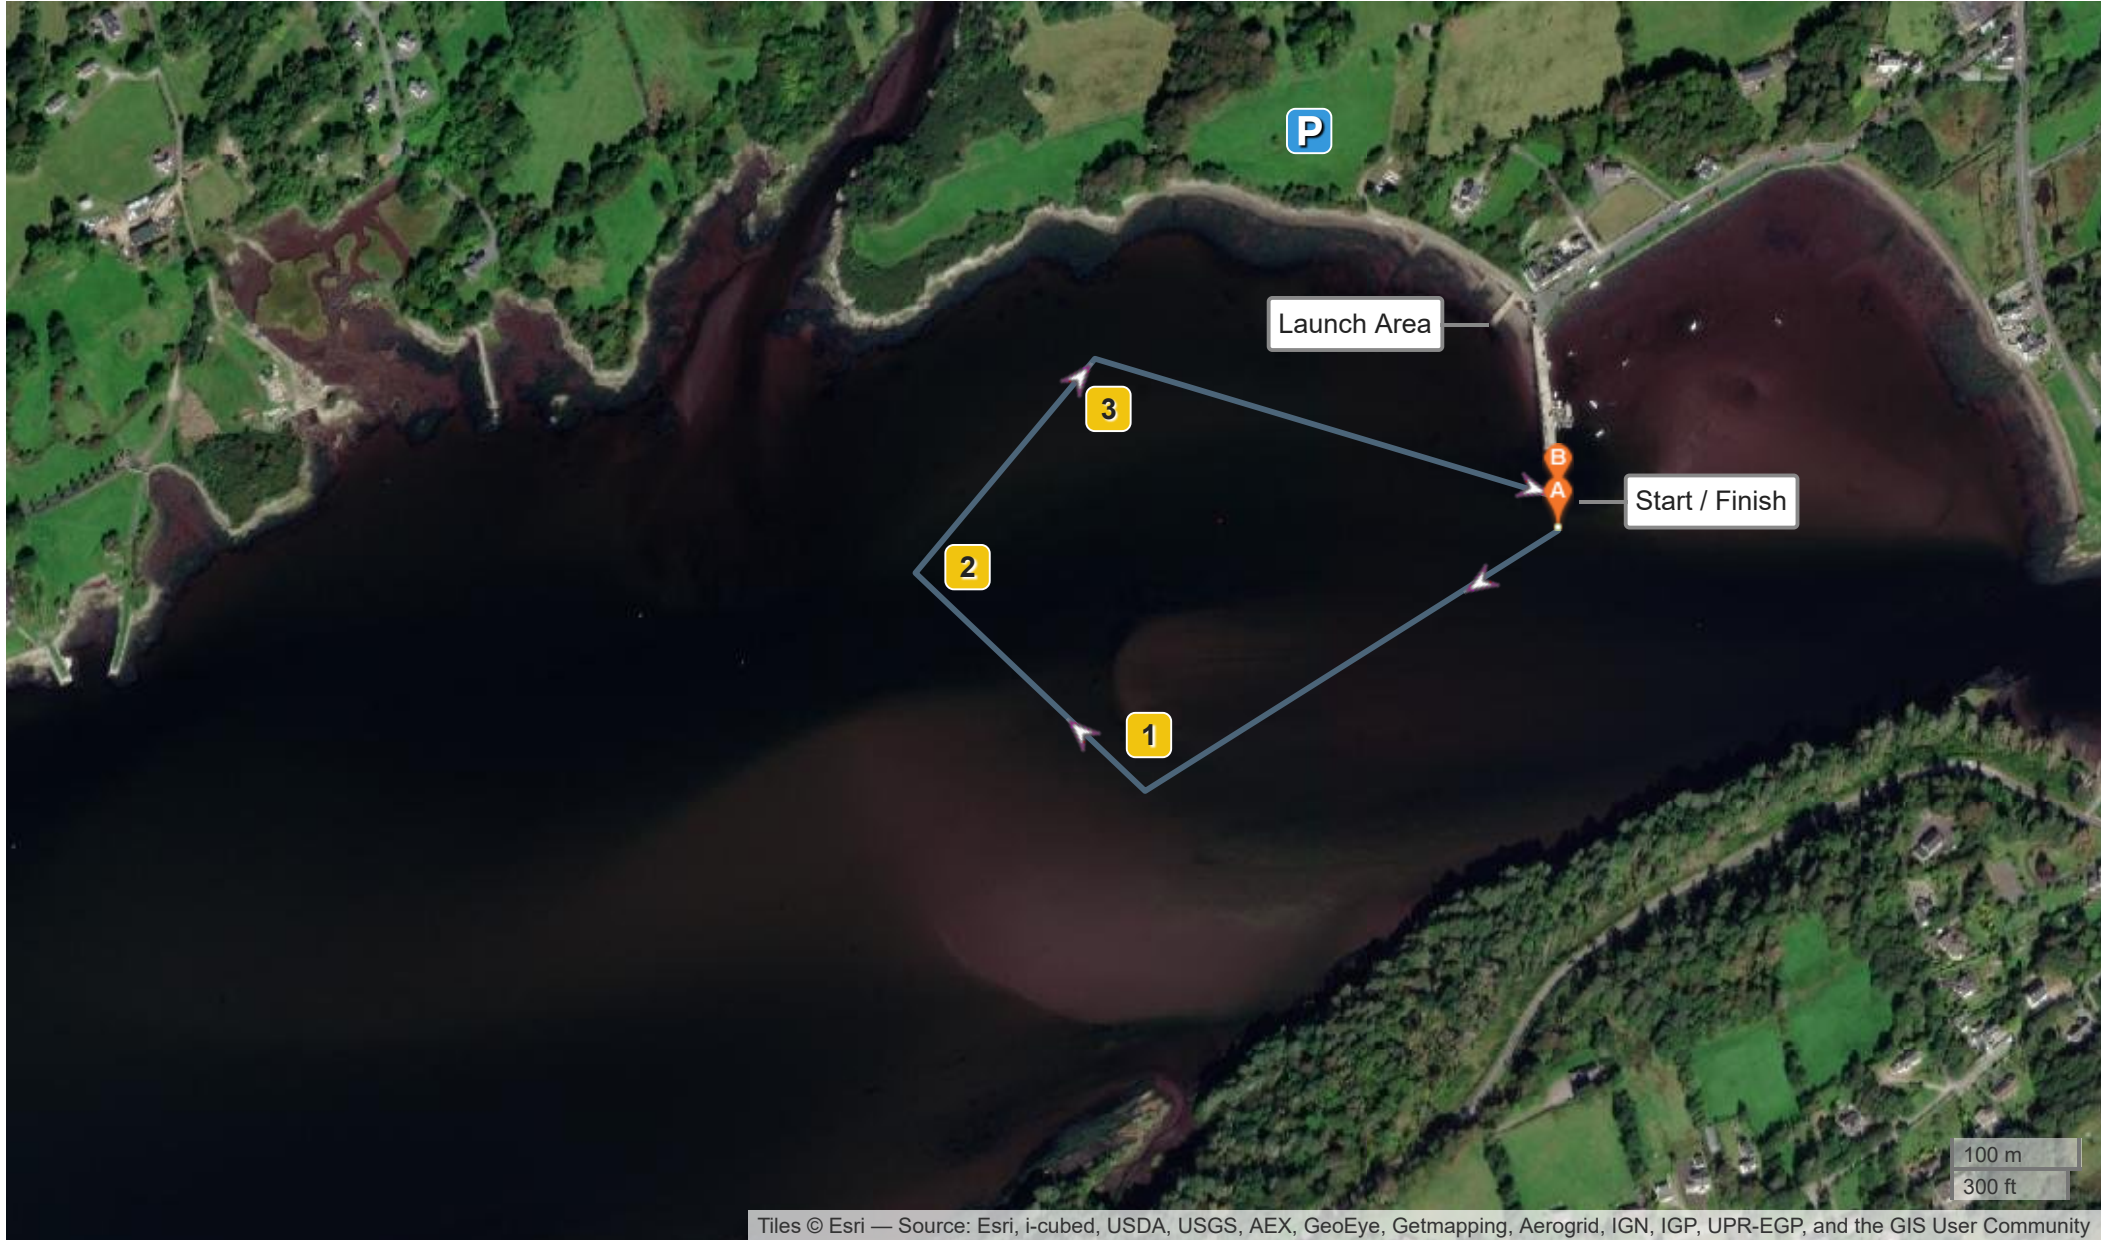 P
Launch Area
3
B
A
Start / Finish
2
1
100 m
300 ft
Tiles © Esri — Source: Esri, i-cubed, USDA, USGS, AEX, GeoEye, Getmapping, Aerogrid, IGN, IGP, UPR-EGP, and the GIS User Community